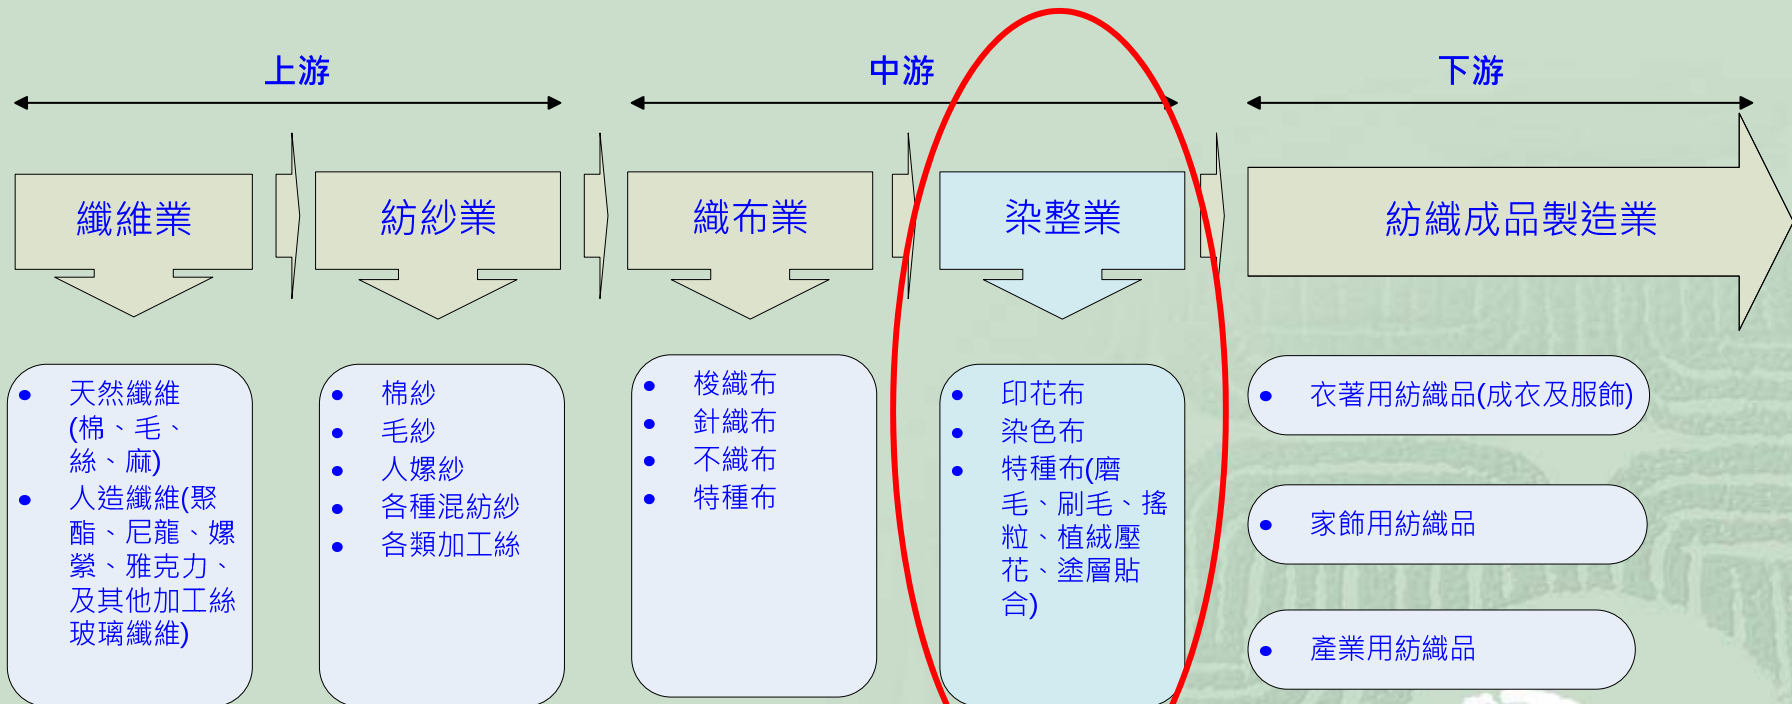 上游
中游
下游
纖維業
紡紗業
織布業
染整業
紡織成品製造業
• 天然纖維
(棉、毛、
絲、麻)
• 人造纖維(聚
酯、尼龍、嫘
縈、雅克力、
及其他加工絲
玻璃纖維)
• 棉紗
• 毛紗
• 人嫘紗
• 各種混紡紗
• 各類加工絲
• 梭織布
• 針織布
• 不織布
• 特種布
• 印花布
• 染色布
• 特種布(磨
毛、刷毛、搖
粒、植絨壓
花、塗層貼
合)
• 衣著用紡織品(成衣及服飾)
• 家飾用紡織品
• 產業用紡織品